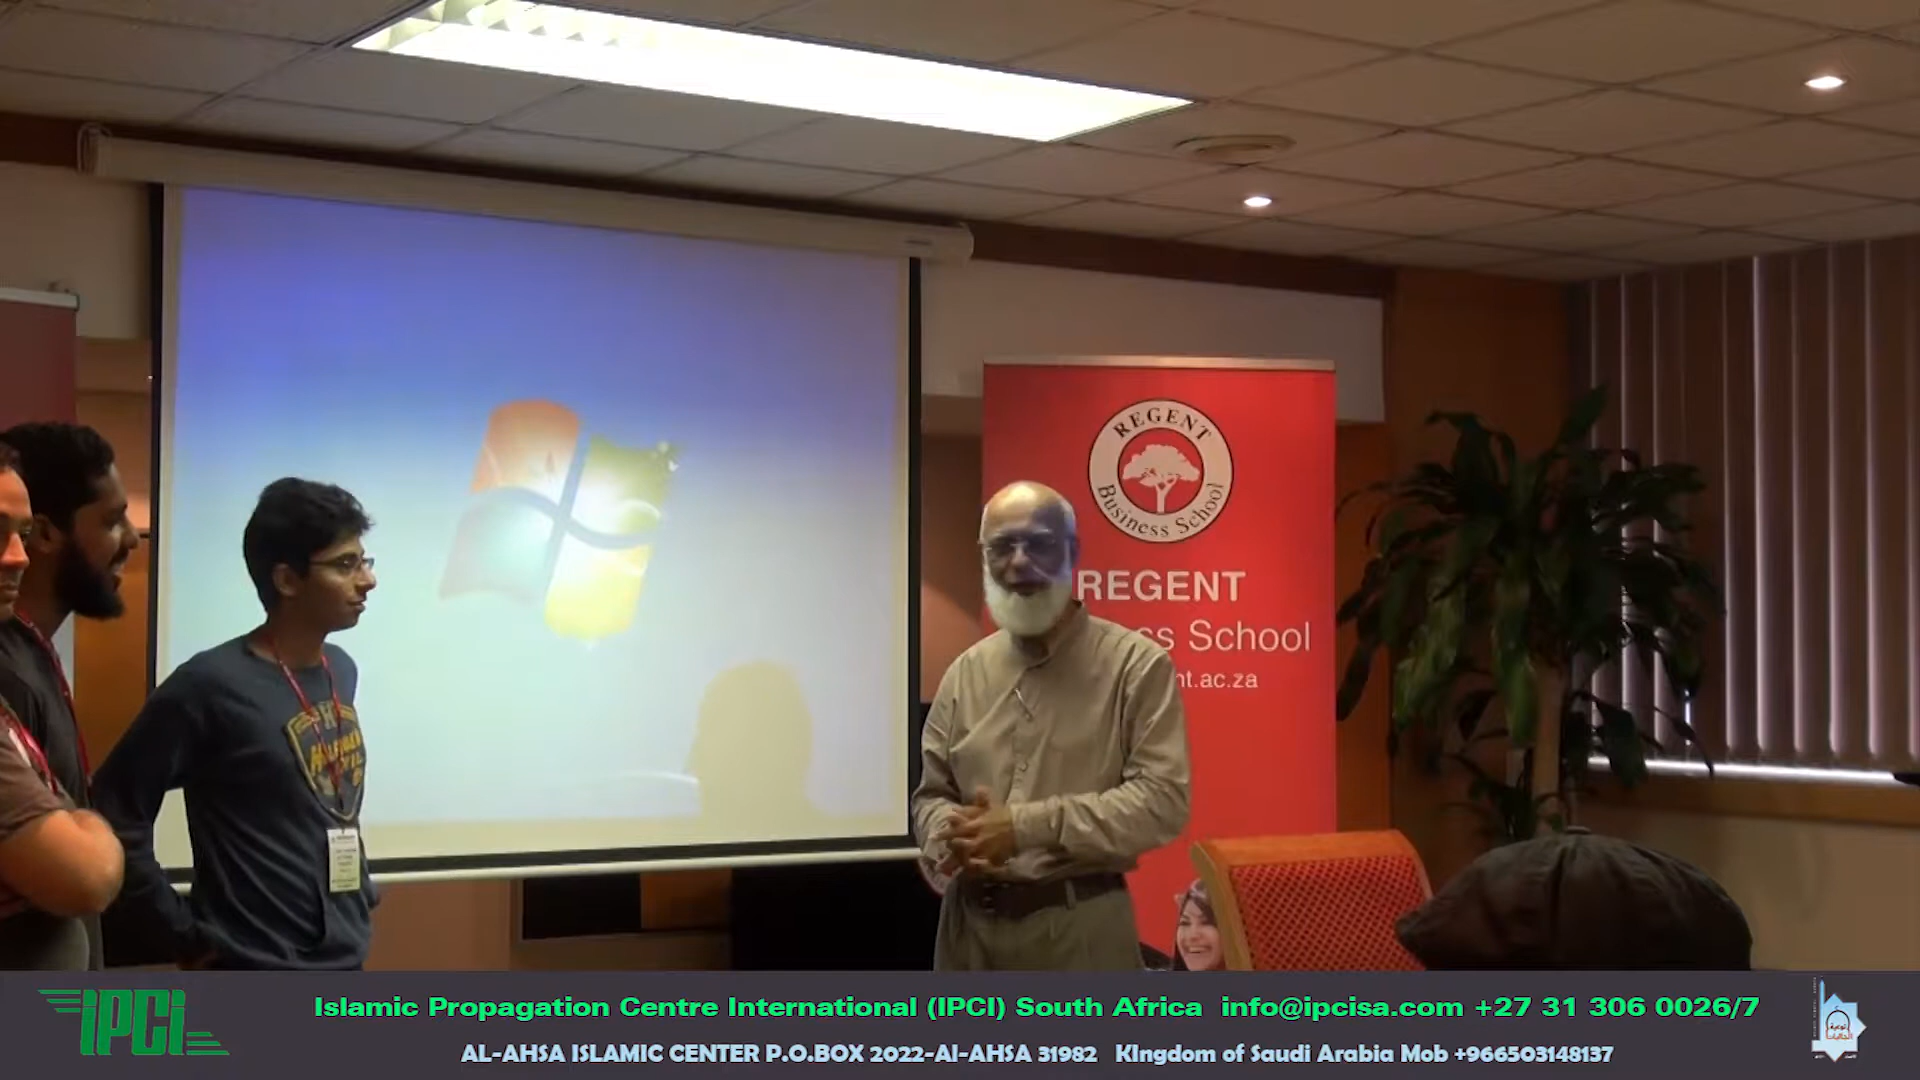 REGENT
Business School
REGENT
ss School
nt.ac.za
IPCI
Islamic Propagation Centre International (IPCI) South Africa info@ipcisa.com +27 31 306 0026/7
AL-AHSA ISLAMIC CENTER P.O.BOX 2022-Al-AHSA 31982 KIngdom of Saudi Arabia Mob +966503148137